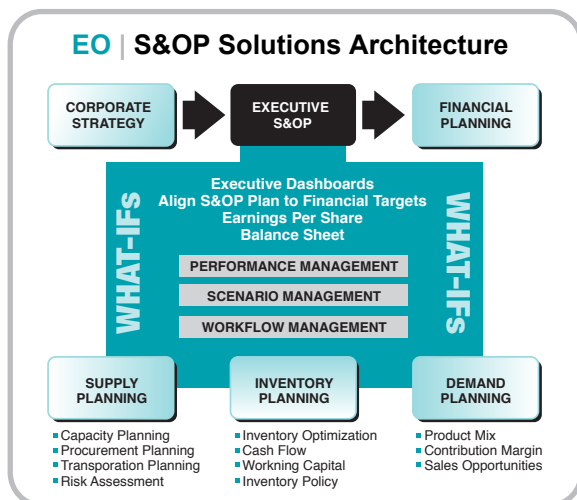 EO | S&OP Solutions Architecture
CORPORATE
STRATEGY
EXECUTIVE
S&OP
FINANCIAL
PLANNING
WHAT-IFs
Executive Dashboards
Align S&OP Plan to Financial Targets
Earnings Per Share
Balance Sheet
PERFORMANCE MANAGEMENT
SCENARIO MANAGEMENT
WORKFLOW MANAGEMENT
WHAT-IFs
SUPPLY
PLANNING
Capacity Planning
Procurement Planning
Transporation Planning
Risk Assessment
INVENTORY
PLANNING
Inventory Optimization
Cash Flow
Workning Capital
Inventory Policy
DEMAND
PLANNING
Product Mix
Contribution Margin
Sales Opportunities